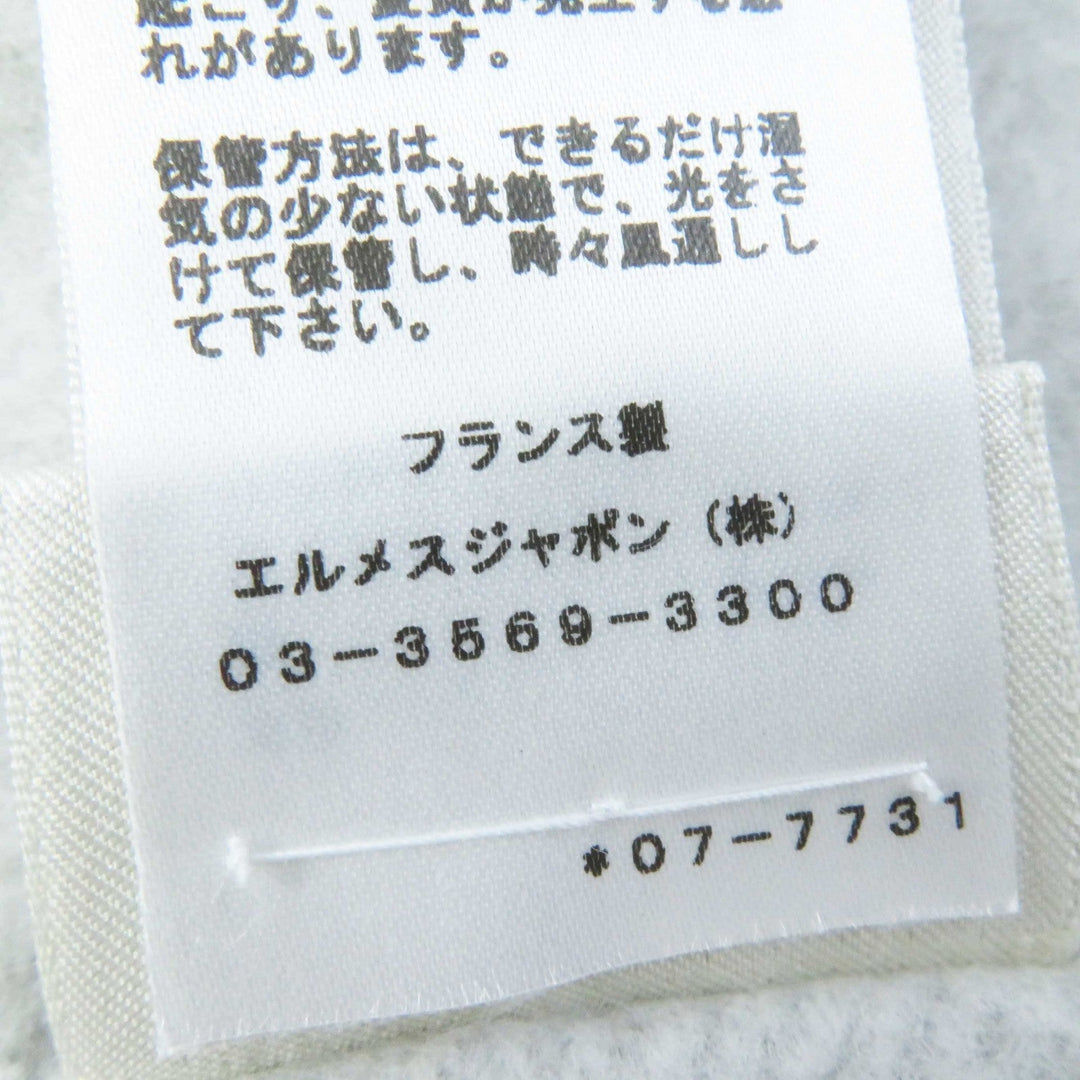 れがあります。
保管方法は、できるだけ湿
気の少ない状態で、光をさ
けて保管し、時々風通しし
て下さい。
フランス製
エルメスジャポン（株）
03-3569-3300
*07-7731